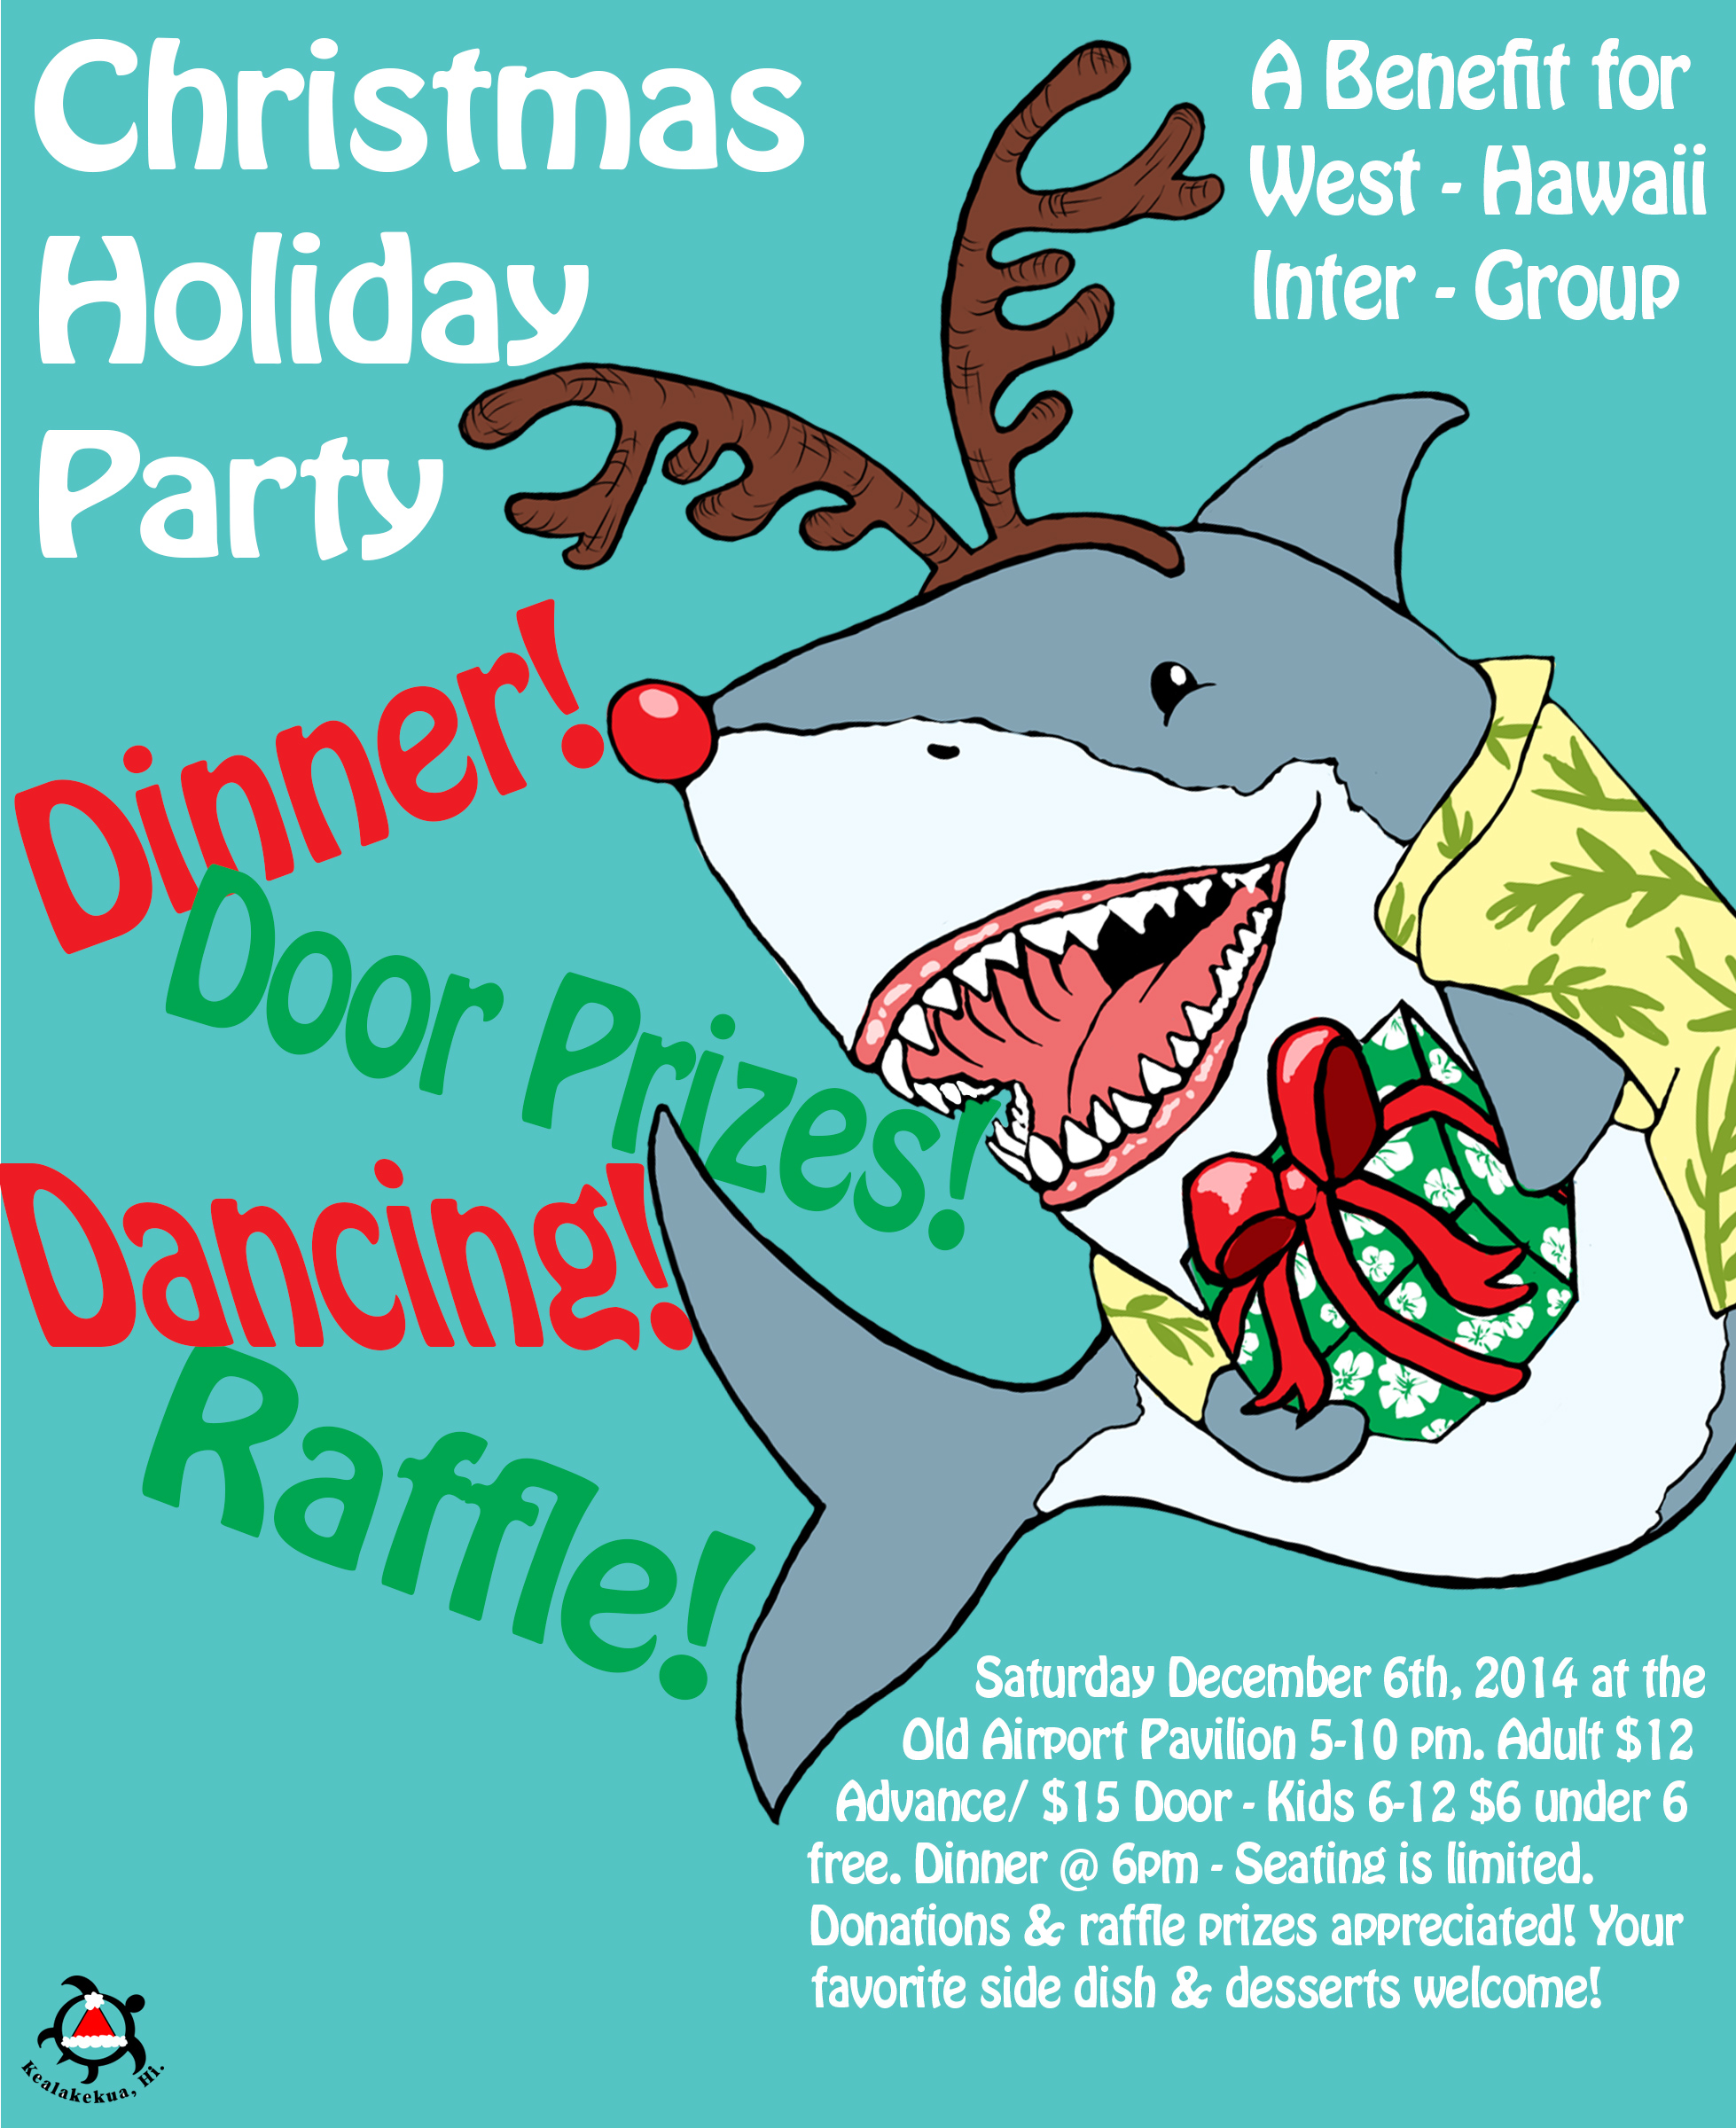 Christmas
Holiday
Party
A Benefit for
West - Hawaii
Inter - Group
Dinner!
Door Prizes!
Dancing!
Raffle!
Saturday December 6th, 2014 at the
Old Airport Pavilion 5-10 pm. Adult $12
Advance/ $15 Door - Kids 6-12 $6 under 6
free. Dinner @ 6pm - Seating is limited.
Donations & raffle prizes appreciated! Your
favorite side dish & desserts welcome!
Kealakekua, Hi.